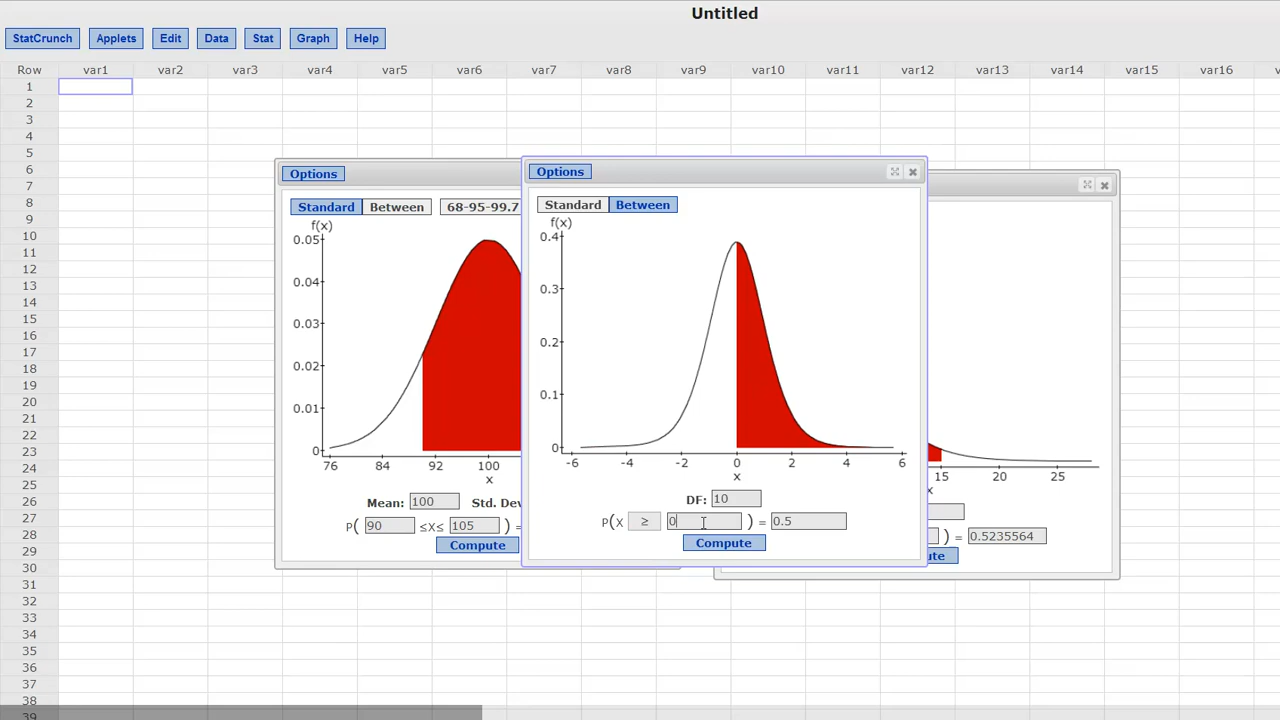 Untitled
StatCrunch Applets Edit Data Stat Graph Help
Row var1 var2 var3 var4 var5 var6 var7 var8 var9 var10 var11 var12 var13 var14 var15 var16
1
2
3
4
5
6
7
8
9
10
11
12
13
14
15
16
17
18
19
20
21
22
23
24
25
26
27
28
29
30
31
32
33
34
35
36
37
38
39
Options
Standard Between 68-95-99.7
f(x)
0.05
0.04
0.03
0.02
0.01
0
76 84 92 100
x
Mean: 100 Std. Dev
P( 90 ≤X≤ 105 ) =
Compute
Options
Standard Between
f(x)
0.4
0.3
0.2
0.1
0
-6 -4 -2 0 2 4 6
x
DF: 10
P(X ≥ 0 ) = 0.5
Compute
15 20 25
x
) = 0.5235564
ute